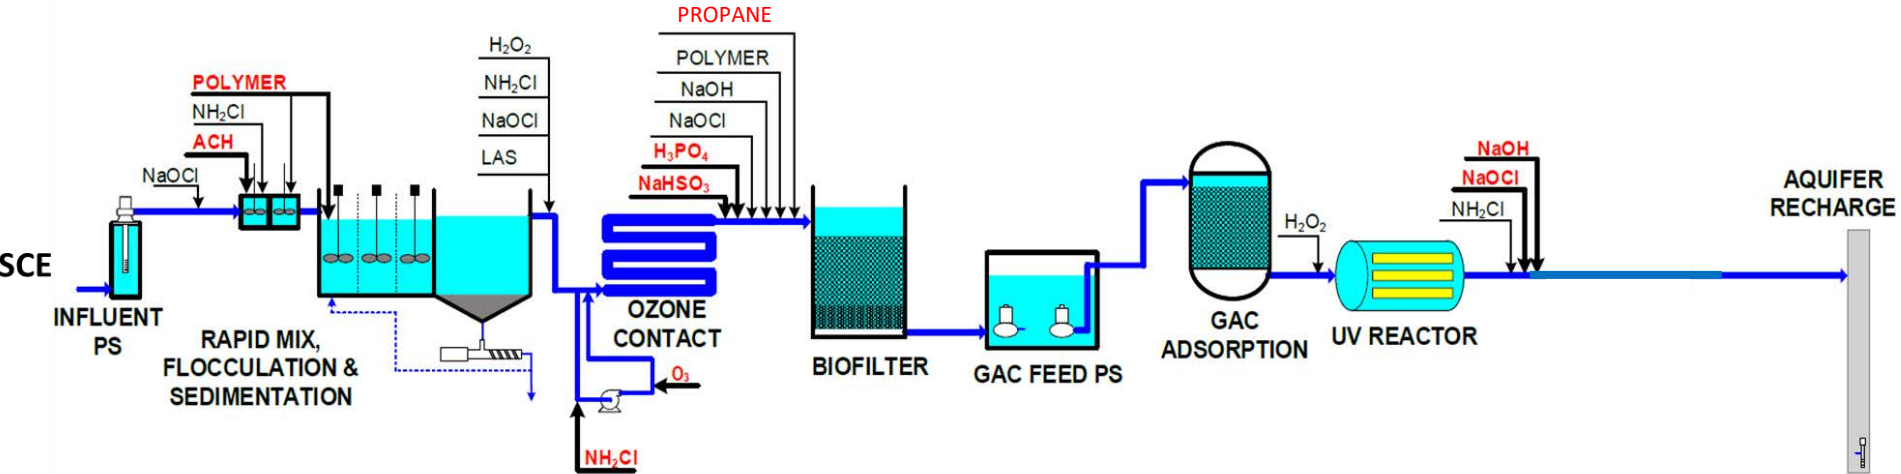 PROPANE
H₂O₂
POLYMER
NH₂Cl
NaOH
NaOCl
NaOCl
LAS
H₃PO₄
NaHSO₃
POLYMER
NH₂Cl
ACH
NaOCl
SCE
INFLUENT
PS
RAPID MIX,
FLOCCULATION &
SEDIMENTATION
OZONE
CONTACT
O₃
NH₂Cl
BIOFILTER
GAC FEED PS
GAC
ADSORPTION
H₂O₂
UV REACTOR
NaOH
NaOCl
NH₂Cl
AQUIFER
RECHARGE